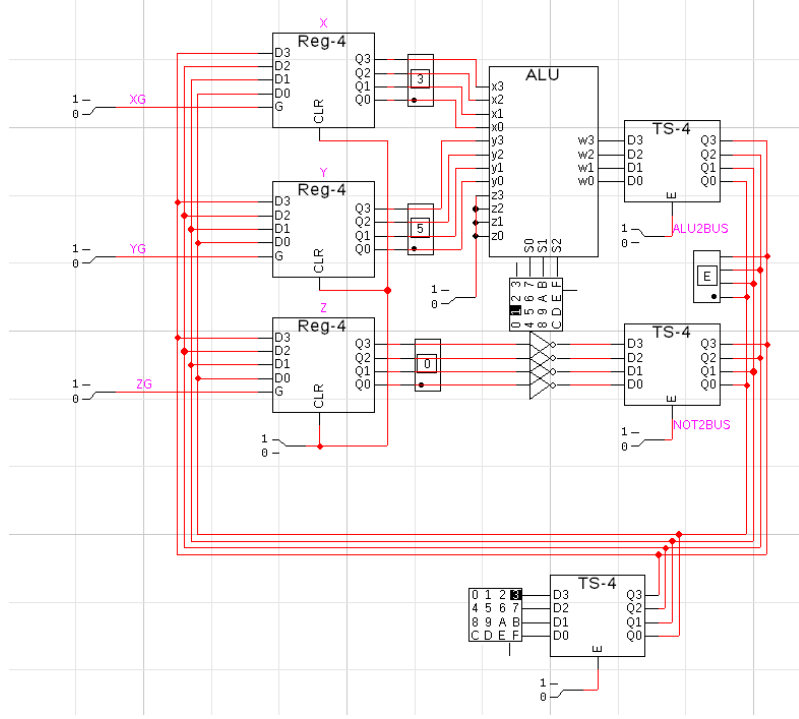 X
Reg-4
D3
D2
D1
D0
G
CLR
Q3
Q2
Q1
Q0
1
0
XG
3
ALU
x3
x2
x1
x0
y3
y2
y1
y0
z3
z2
z1
z0
w3
w2
w1
w0
S0
S1
S2
TS-4
D3
D2
D1
D0
Q3
Q2
Q1
Q0
E
1
0
ALU2BUS
Y
Reg-4
D3
D2
D1
D0
G
CLR
Q3
Q2
Q1
Q0
1
0
YG
5
1
0
E
0 1 2 3
4 5 6 7
8 9 A B
C D E F
Z
Reg-4
D3
D2
D1
D0
G
CLR
Q3
Q2
Q1
Q0
1
0
ZG
0
TS-4
D3
D2
D1
D0
Q3
Q2
Q1
Q0
E
1
0
NOT2BUS
1
0
TS-4
D3
D2
D1
D0
Q3
Q2
Q1
Q0
E
0 1 2 3
4 5 6 7
8 9 A B
C D E F
1
0